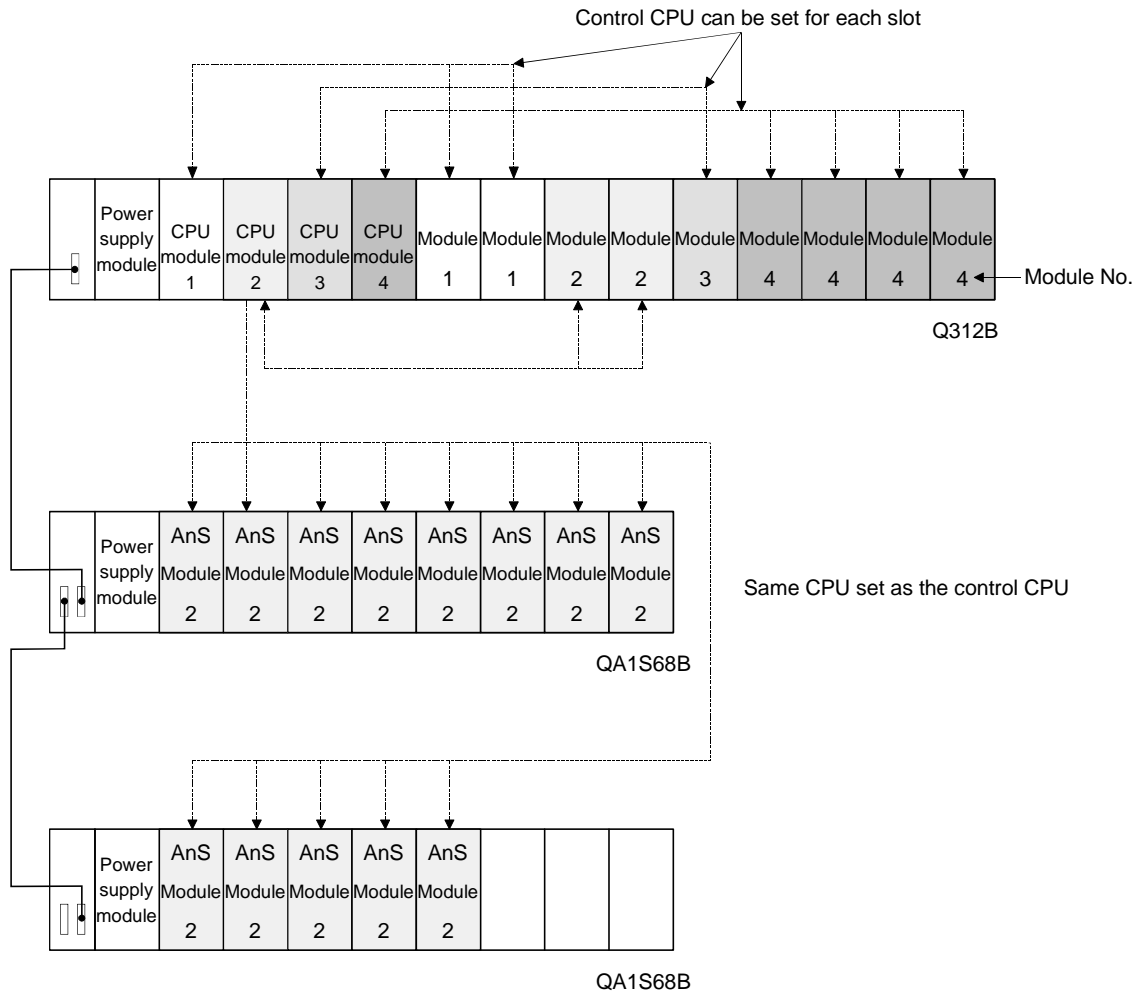 Control CPU can be set for each slot
Power
supply
module
CPU
module
1
CPU
module
2
CPU
module
3
CPU
module
4
Module
1
Module
1
Module
2
Module
2
Module
3
Module
4
Module
4
Module
4
Module
4
Module No.
Q312B
Power
supply
module
AnS
Module
2
AnS
Module
2
AnS
Module
2
AnS
Module
2
AnS
Module
2
AnS
Module
2
AnS
Module
2
AnS
Module
2
Same CPU set as the control CPU
QA1S68B
Power
supply
module
AnS
Module
2
AnS
Module
2
AnS
Module
2
AnS
Module
2
AnS
Module
2
QA1S68B